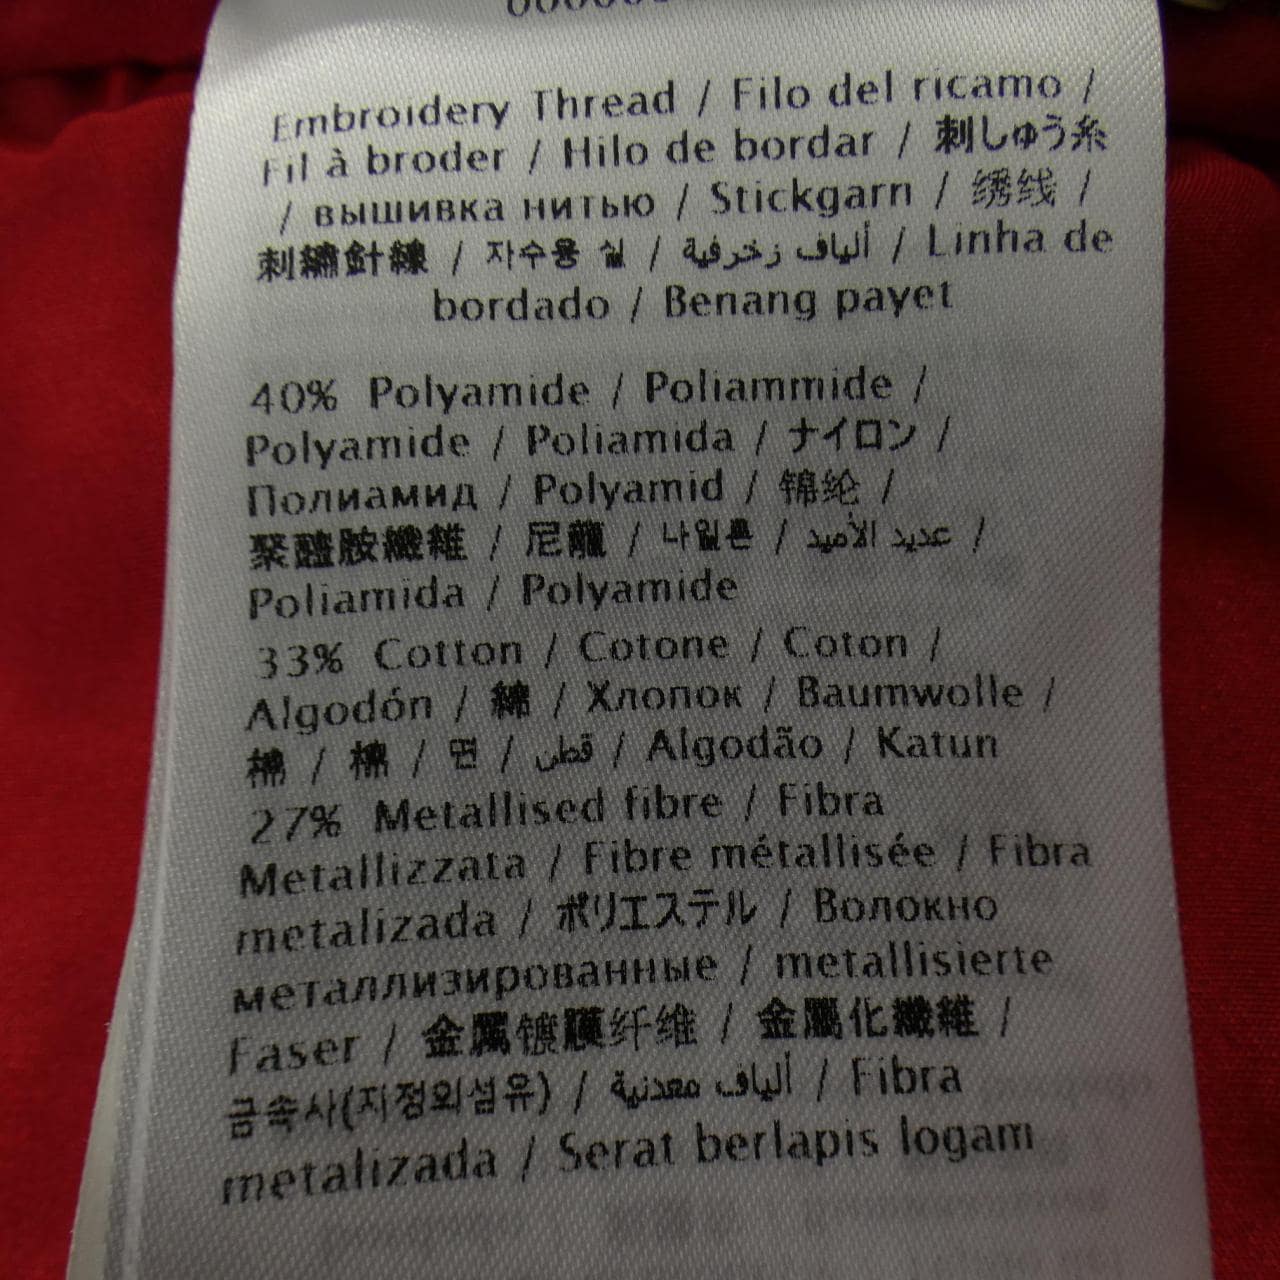 Embroidery Thread / Filo del ricamo /
Fil à broder / Hilo de bordar / 刺しゅう糸
/ вышивка нитью / Stickgarn / 绣线 /
刺繡針線 / 자수용 실 / ألياف زخرفية / Linha de
bordado / Benang payet
40% Polyamide / Poliammide /
Polyamide / Poliamida / ナイロン /
Полиамид / Polyamid / 锦纶 /
聚醯胺纖維 / 尼龍 / 나일론 / عديد الأميد /
Poliamida / Polyamide
33% Cotton / Cotone / Coton /
Algodón / 綿 / Хлопок / Baumwolle /
棉 / 棉 / 면 / قطن / Algodão / Katun
27% Metallised fibre / Fibra
Metallizzata / Fibre métallisée / Fibra
metalizada / ポリエステル / Волокно
металлизированные / metallisierte
Faser / 金属镀膜纤维 / 金屬化纖維 /
금속사(지정외섬유) / ألياف معدنية / Fibra
metalizada / Serat berlapis logam